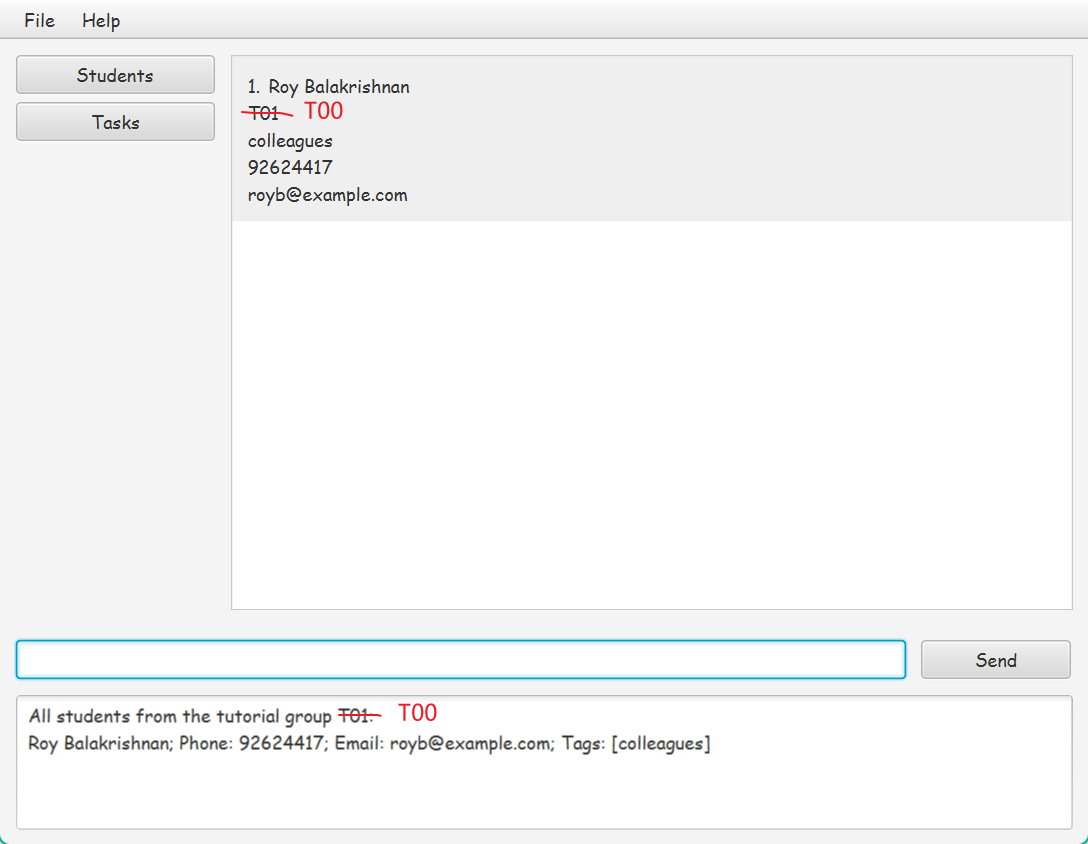 File Help
Students
Tasks
1. Roy Balakrishnan
T01 T00
colleagues
92624417
royb@example.com
Send
All students from the tutorial group T01: T00
Roy Balakrishnan; Phone: 92624417; Email: royb@example.com; Tags: [colleagues]